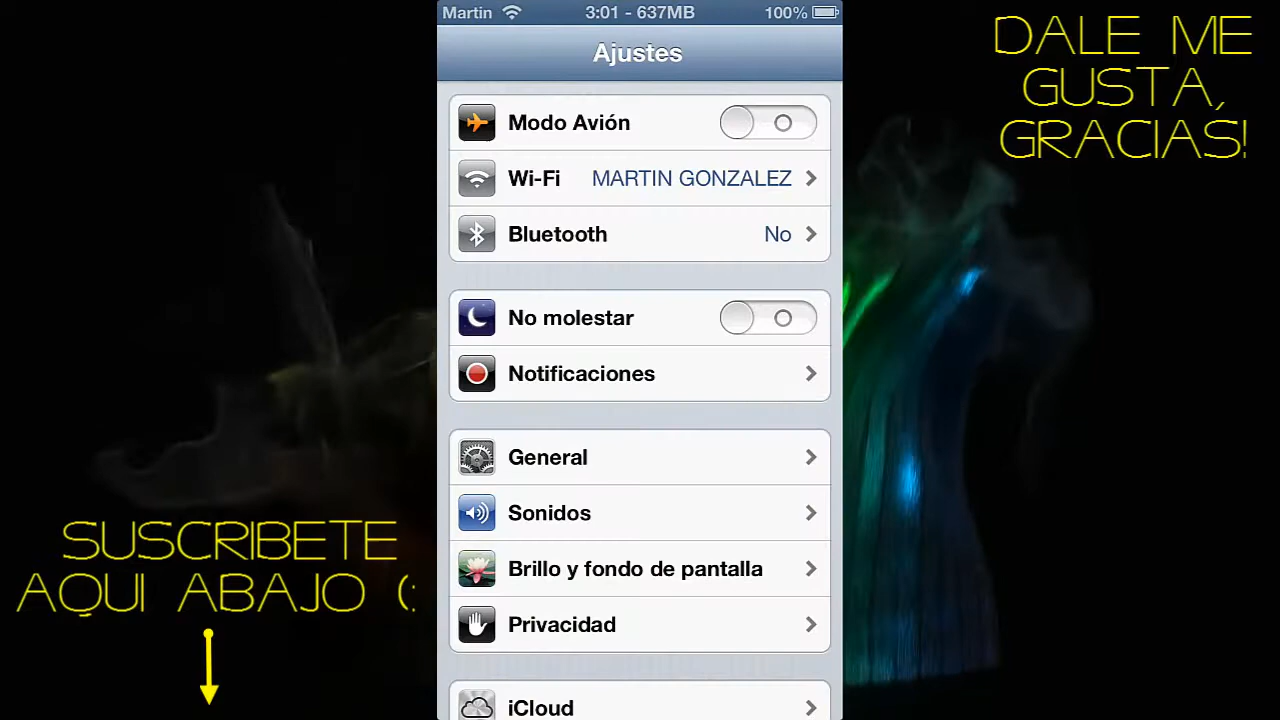 Martin 3:01 - 637MB 100%
Ajustes
DALE ME
GUSTA,
GRACIAS!
Modo Avión
Wi-Fi MARTIN GONZALEZ
Bluetooth No
No molestar
Notificaciones
General
Sonidos
Brillo y fondo de pantalla
Privacidad
iCloud
SUSCRIBETE
AQUI ABAJO (: